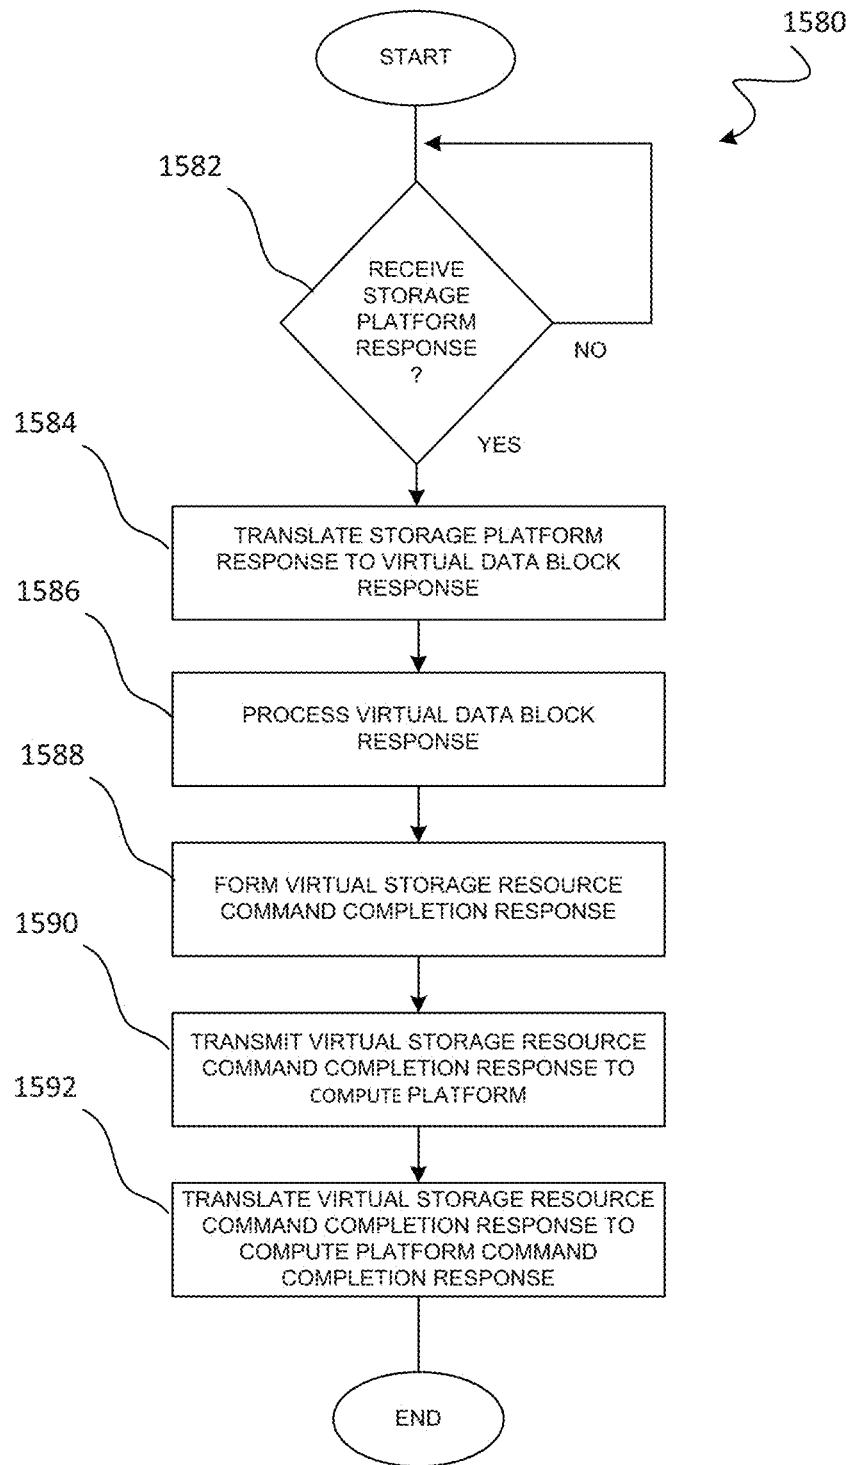 1580
START
1582
RECEIVE
STORAGE
PLATFORM
RESPONSE
?
NO
YES
1584
TRANSLATE STORAGE PLATFORM
RESPONSE TO VIRTUAL DATA BLOCK
RESPONSE
1586
PROCESS VIRTUAL DATA BLOCK
RESPONSE
1588
FORM VIRTUAL STORAGE RESOURCE
COMMAND COMPLETION RESPONSE
1590
TRANSMIT VIRTUAL STORAGE RESOURCE
COMMAND COMPLETION RESPONSE TO
COMPUTE PLATFORM
1592
TRANSLATE VIRTUAL STORAGE RESOURCE
COMMAND COMPLETION RESPONSE TO
COMPUTE PLATFORM COMMAND
COMPLETION RESPONSE
END